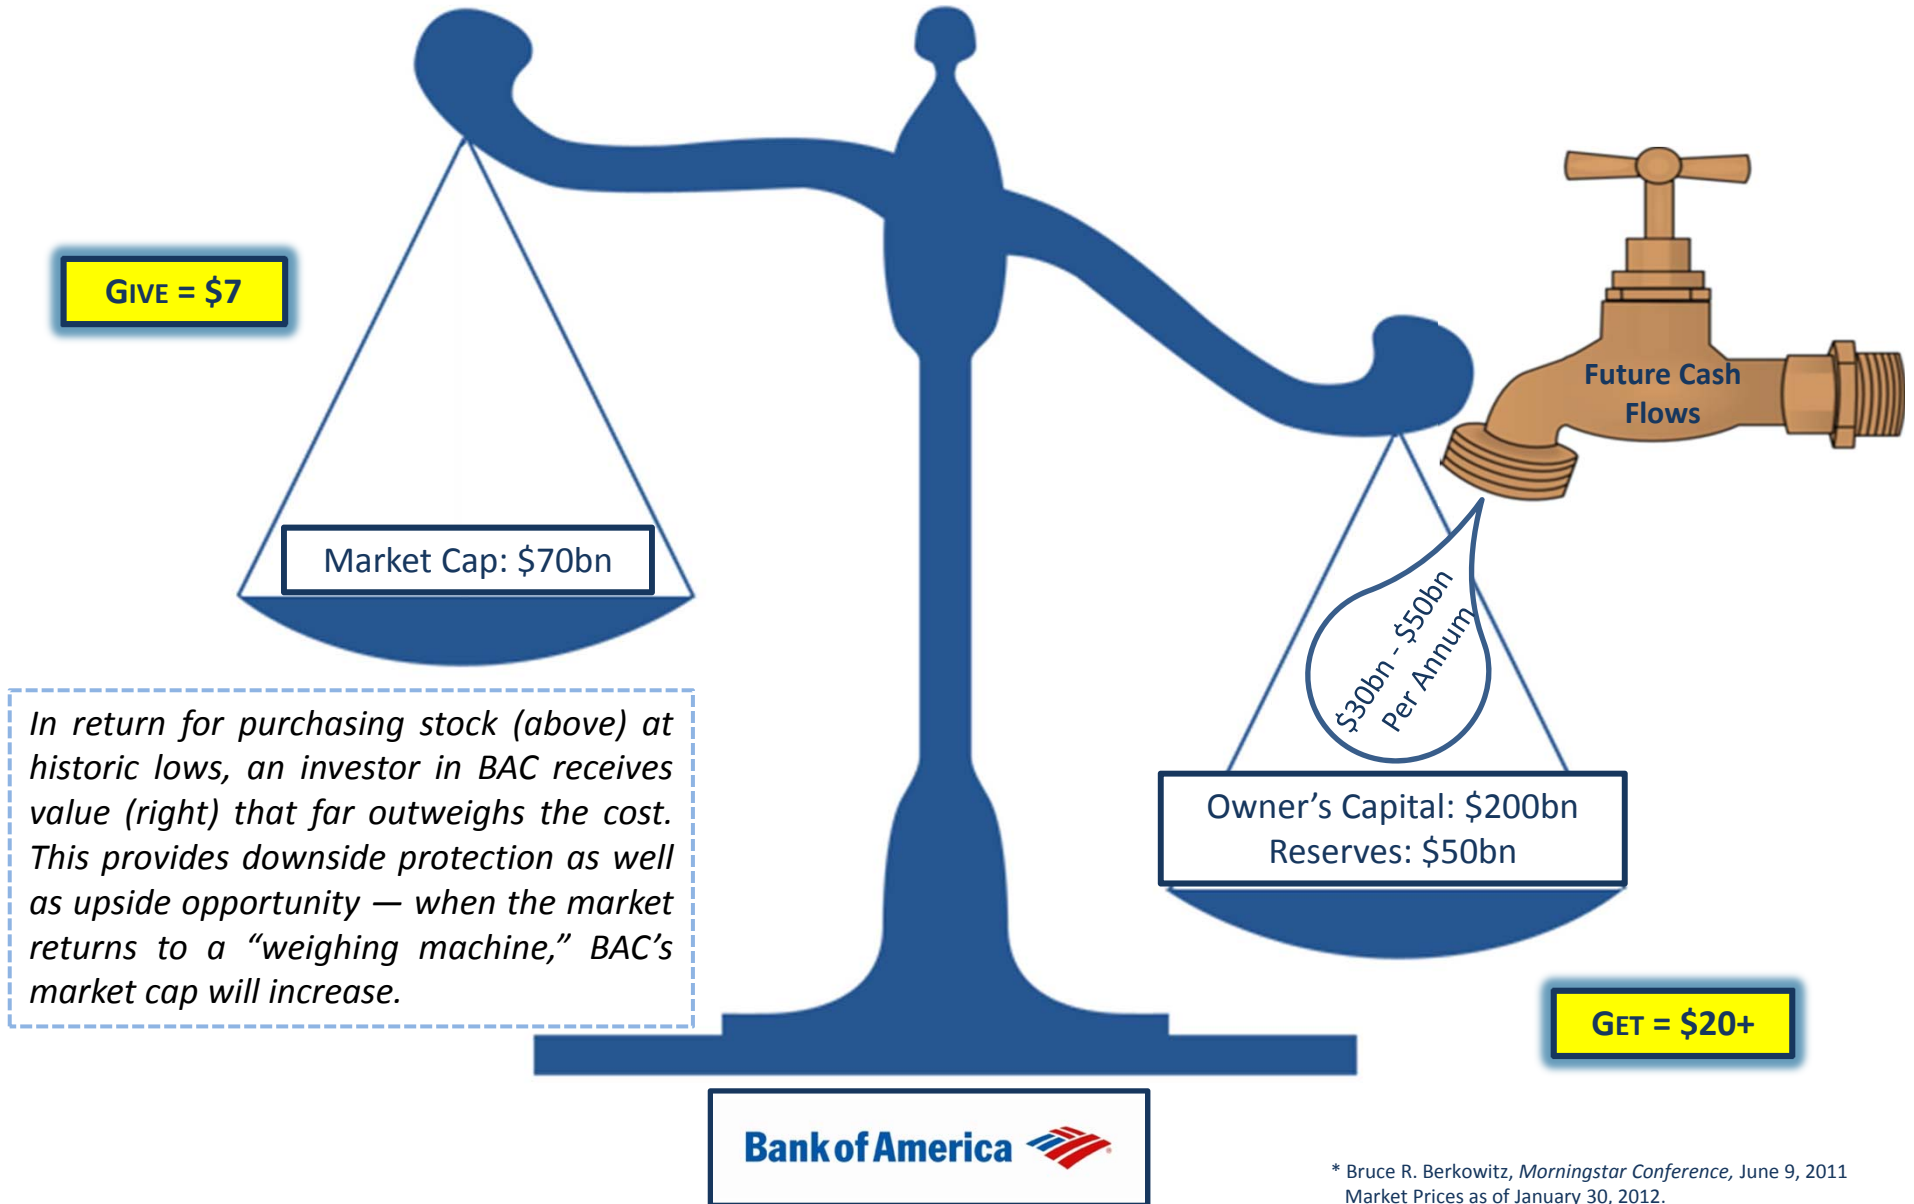 GIVE = $7
Future Cash
Flows
Market Cap: $70bn
$30bn - $50bn
Per Annum
In return for purchasing stock (above) at
historic lows, an investor in BAC receives
value (right) that far outweighs the cost.
This provides downside protection as well
as upside opportunity — when the market
returns to a “weighing machine,” BAC’s
market cap will increase.
Owner’s Capital: $200bn
Reserves: $50bn
GET = $20+
Bank of America
* Bruce R. Berkowitz, Morningstar Conference, June 9, 2011
Market Prices as of January 30, 2012.